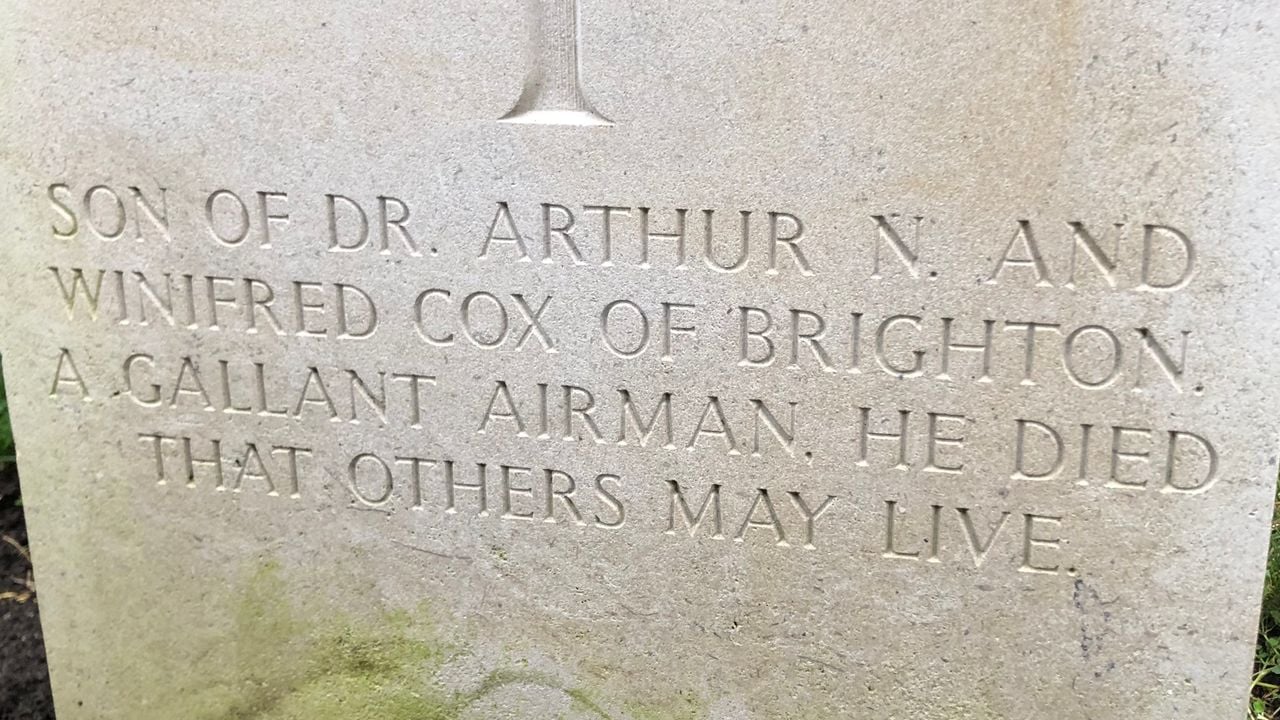 SON OF DR. ARTHUR N. AND
WINIFRED COX OF BRIGHTON.
A GALLANT AIRMAN, HE DIED
THAT OTHERS MAY LIVE.